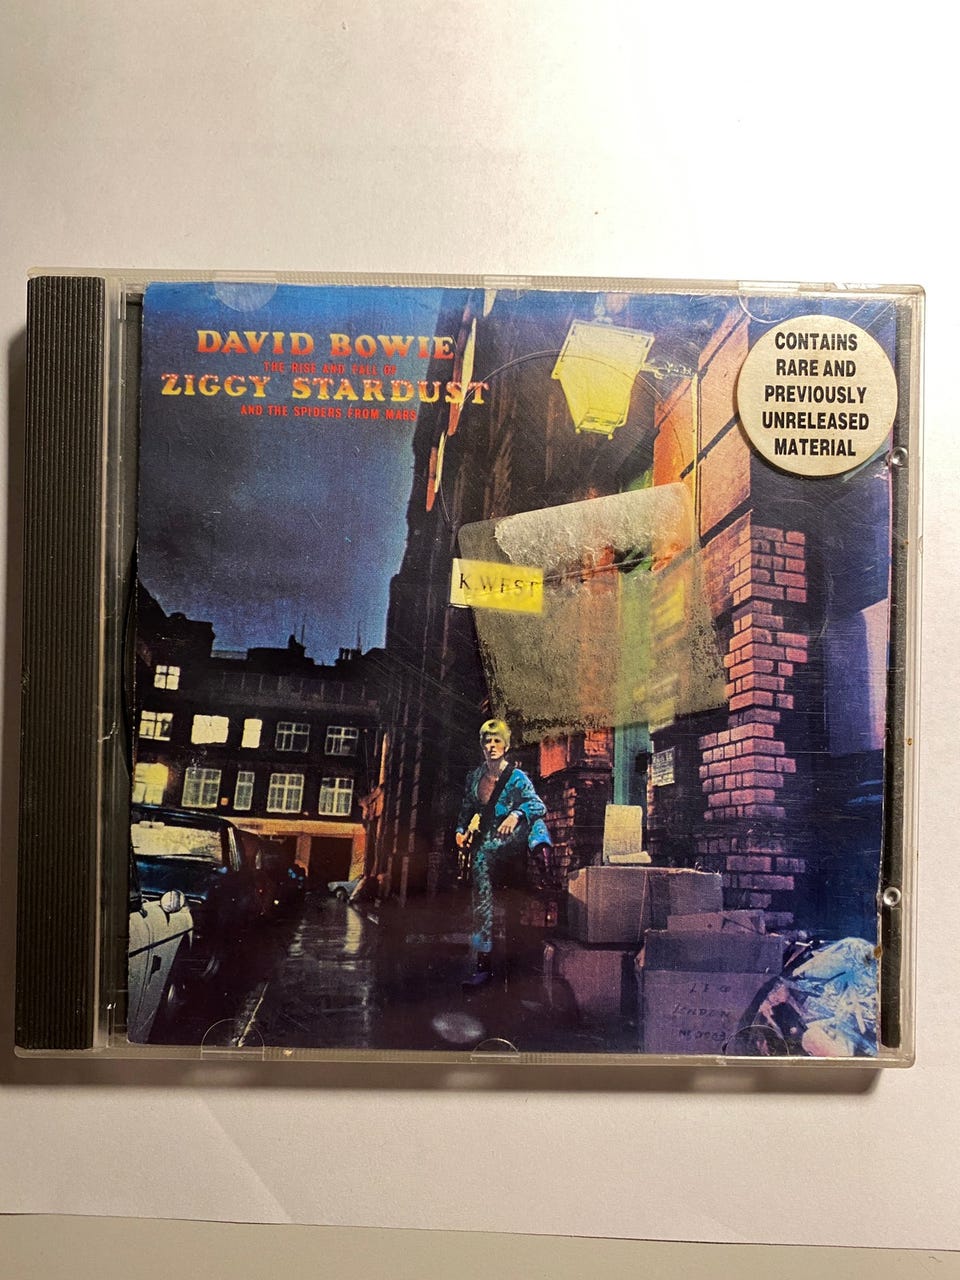 DAVID BOWIE
THE RISE AND FALL OF
ZIGGY STARDUST
AND THE SPIDERS FROM MARS
CONTAINS
RARE AND
PREVIOUSLY
UNRELEASED
MATERIAL
K.WEST
LONDON